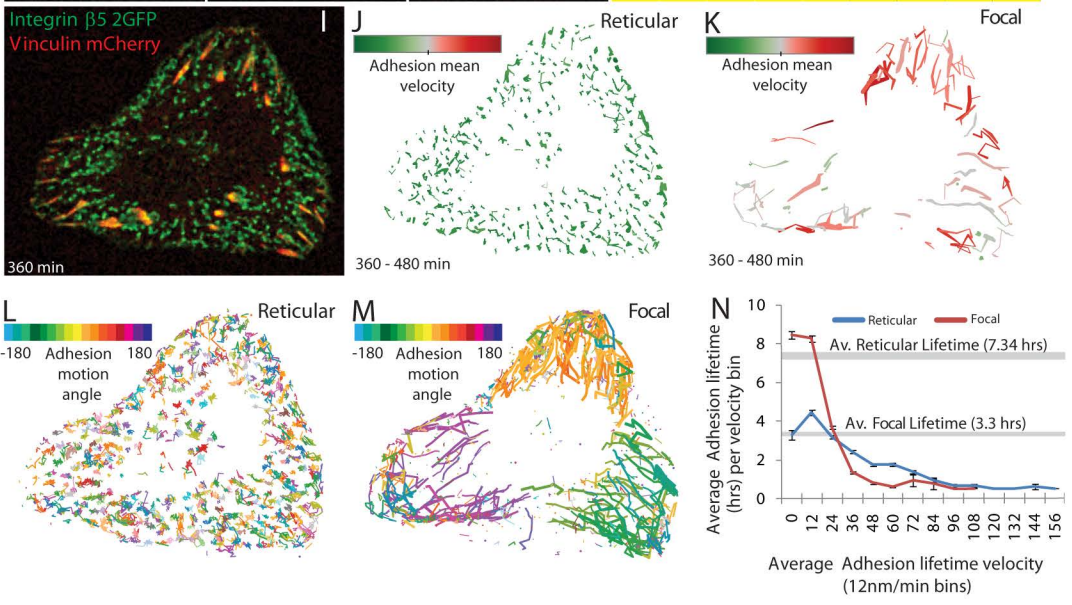 Integrin β5 2GFP
Vinculin mCherry
I
360 min
J
Reticular
Adhesion mean
velocity
360 - 480 min
K
Focal
Adhesion mean
velocity
360 - 480 min
L
Reticular
-180 Adhesion 180
motion
angle
M
Focal
-180 Adhesion 180
motion
angle
N
Average Adhesion lifetime
(hrs) per velocity bin
10
8
6
4
2
0
Reticular
Focal
Av. Reticular Lifetime (7.34 hrs)
Av. Focal Lifetime (3.3 hrs)
0 12 24 36 48 60 72 84 96 108 120 132 144 156
Average Adhesion lifetime velocity
(12nm/min bins)